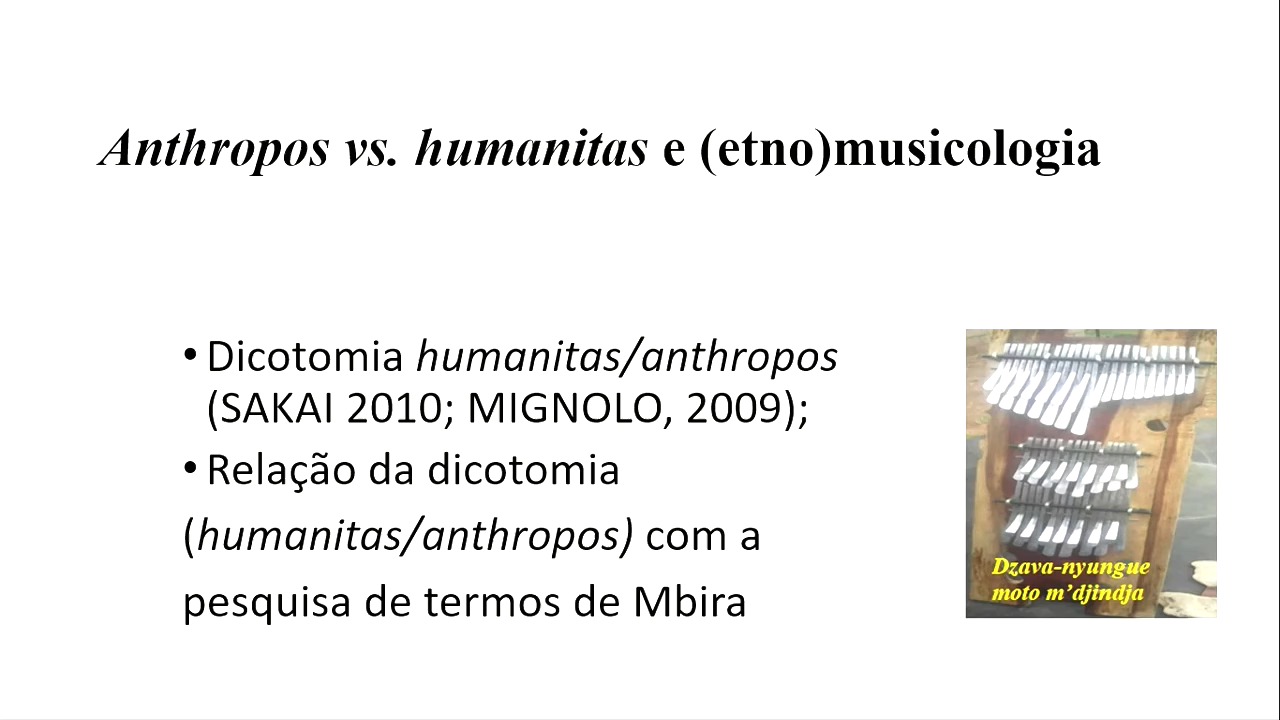 Anthropos vs. humanitas e (etno)musicologia
• Dicotomia humanitas/anthropos
(SAKAI 2010; MIGNOLO, 2009);
• Relação da dicotomia
(humanitas/anthropos) com a
pesquisa de termos de Mbira
Dzava-nyungue
moto m’djindja